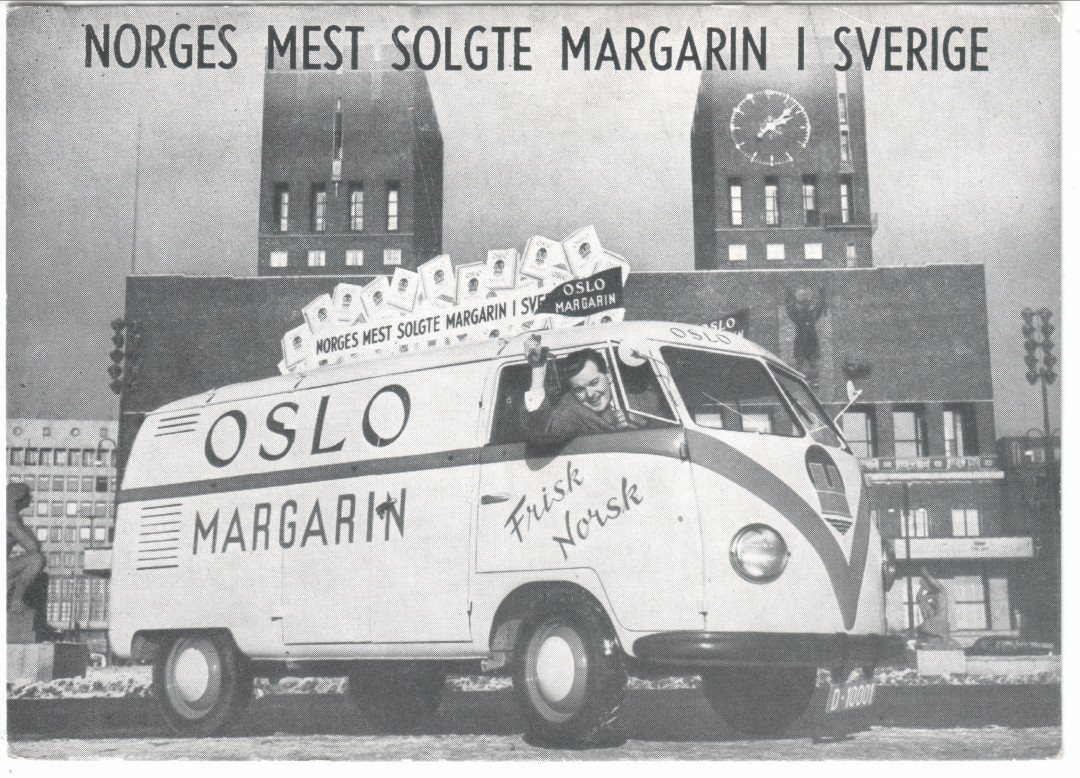 NORGES MEST SOLGTE MARGARIN I SVERIGE
OSLO
MARGARIN
NORGES MEST SOLGTE MARGARIN I SVE
OSLO
OSLO
OSLO
MARGARIN
Frisk
Norsk
D-10001